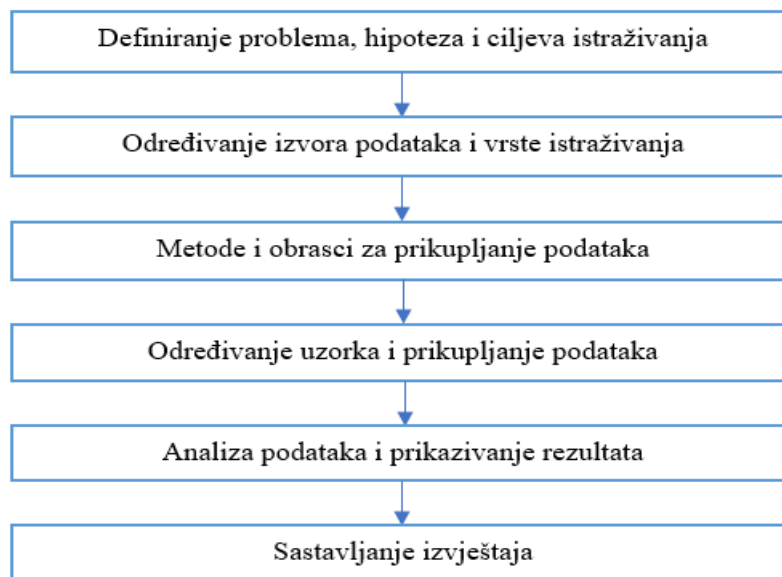 Definiranje problema, hipoteza i ciljeva istraživanja
Određivanje izvora podataka i vrste istraživanja
Metode i obrasci za prikupljanje podataka
Određivanje uzorka i prikupljanje podataka
Analiza podataka i prikazivanje rezultata
Sastavljanje izvještaja